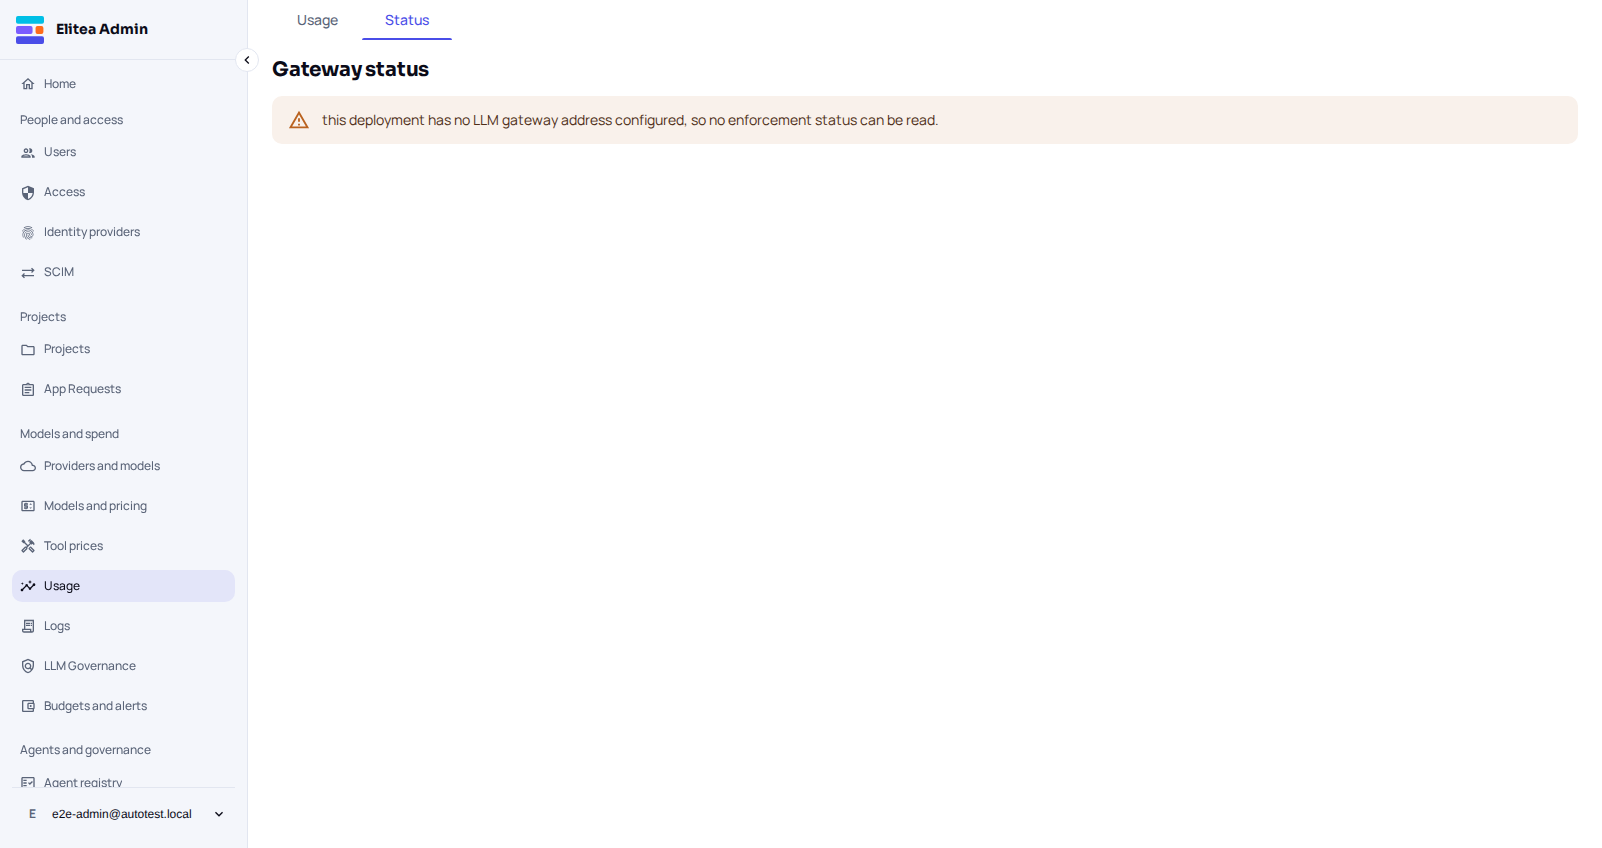 Elitea Admin
Usage
Status
Gateway status
this deployment has no LLM gateway address configured, so no enforcement status can be read.
Home
People and access
Users
Access
Identity providers
SCIM
Projects
Projects
App Requests
Models and spend
Providers and models
Models and pricing
Tool prices
Usage
Logs
LLM Governance
Budgets and alerts
Agents and governance
Agent registry
E e2e-admin@autotest.local